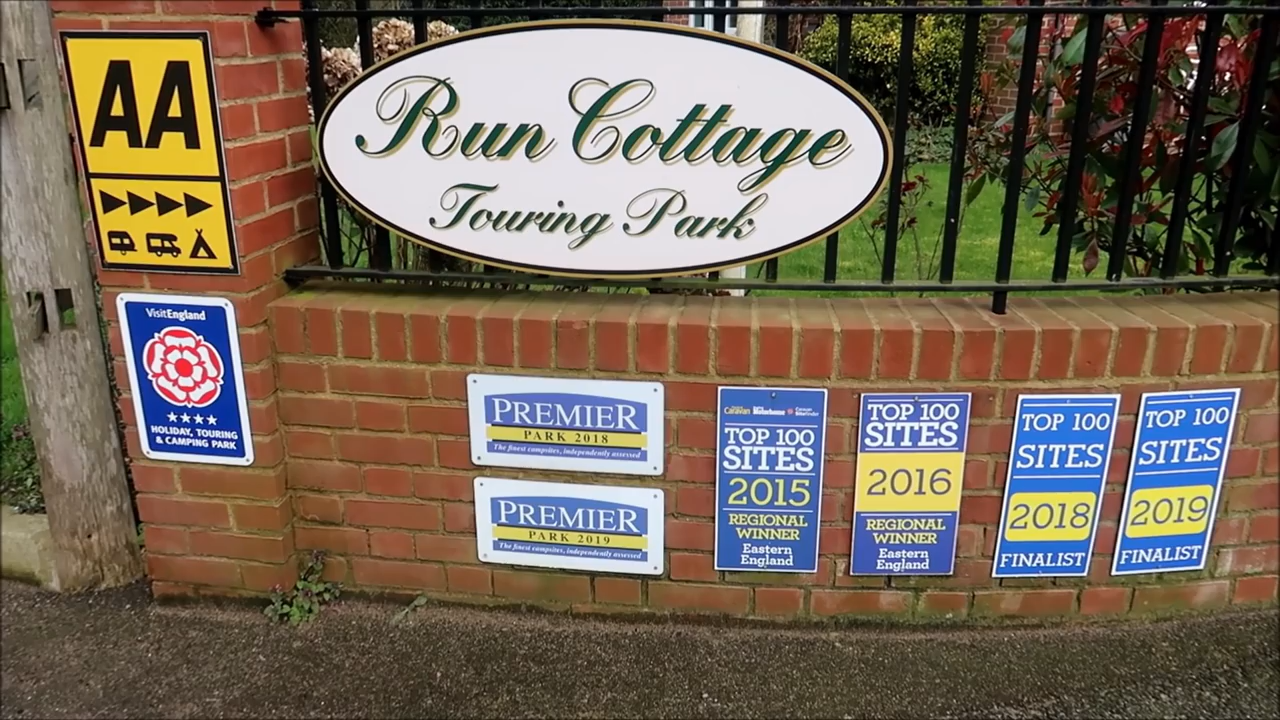 AA
Run Cottage
Touring Park
VisitEngland
HOLIDAY, TOURING
& CAMPING PARK
PREMIER
PARK 2018
The finest campsites, independently assessed
PREMIER
PARK 2019
The finest campsites, independently assessed
Caravan
TOP 100
SITES
2015
REGIONAL
WINNER
Eastern
England
TOP 100
SITES
2016
REGIONAL
WINNER
Eastern
England
TOP 100
SITES
2018
FINALIST
TOP 100
SITES
2019
FINALIST